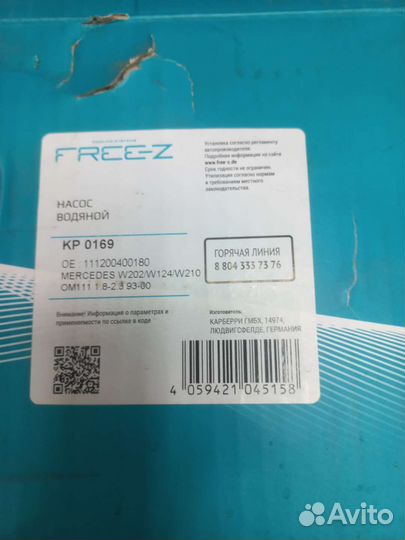 FREE-Z
НАСОС
ВОДЯНОЙ
KP 0169
OE : 111200400180
MERCEDES W202/W124/W210
OM111 1.8-2.3 93-00
Внимание! Информация о параметрах и
применяемости по ссылке в коде
Установка согласно регламенту
автопроизводителя.
Подробная информация на сайте
www.free-z.de
Срок годности не ограничен.
Утилизация согласно нормам
и требованиям местного
законодательства.
ГОРЯЧАЯ ЛИНИЯ
8 804 333 73 76
Изготовитель:
КАРБЕРРИ ГМБХ, 14974,
ЛЮДВИГСФЕЛДЕ, ГЕРМАНИЯ
4 059421 045158
Avito